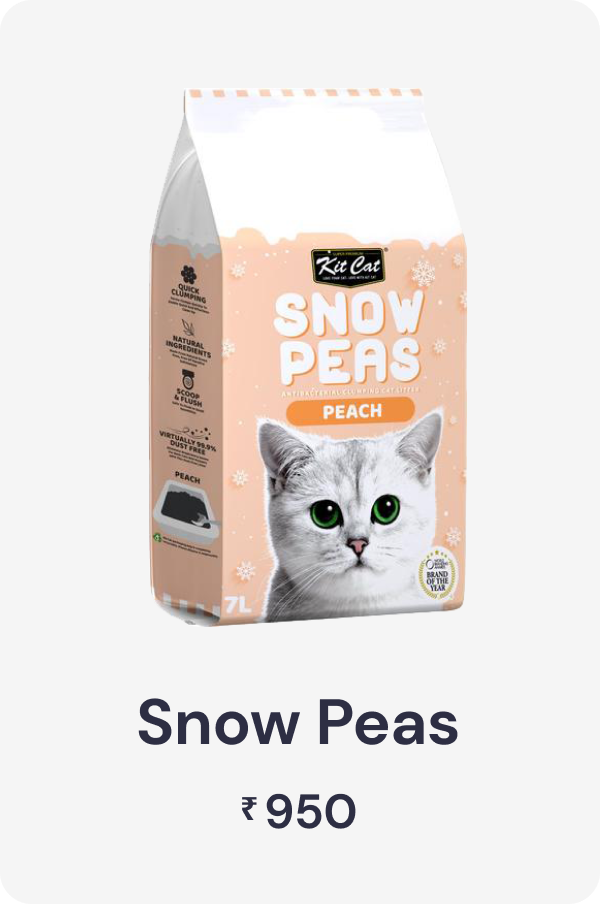 Kit Cat
SNOW
PEAS
ANTIBACTERIAL CLUMPING CAT LITTER
PEACH
QUICK
CLUMPING
NATURAL
INGREDIENTS
SCOOP
& FLUSH
VIRTUALLY 99.9%
DUST FREE
PEACH
BRAND
OF THE
YEAR
7L
Snow Peas
₹950